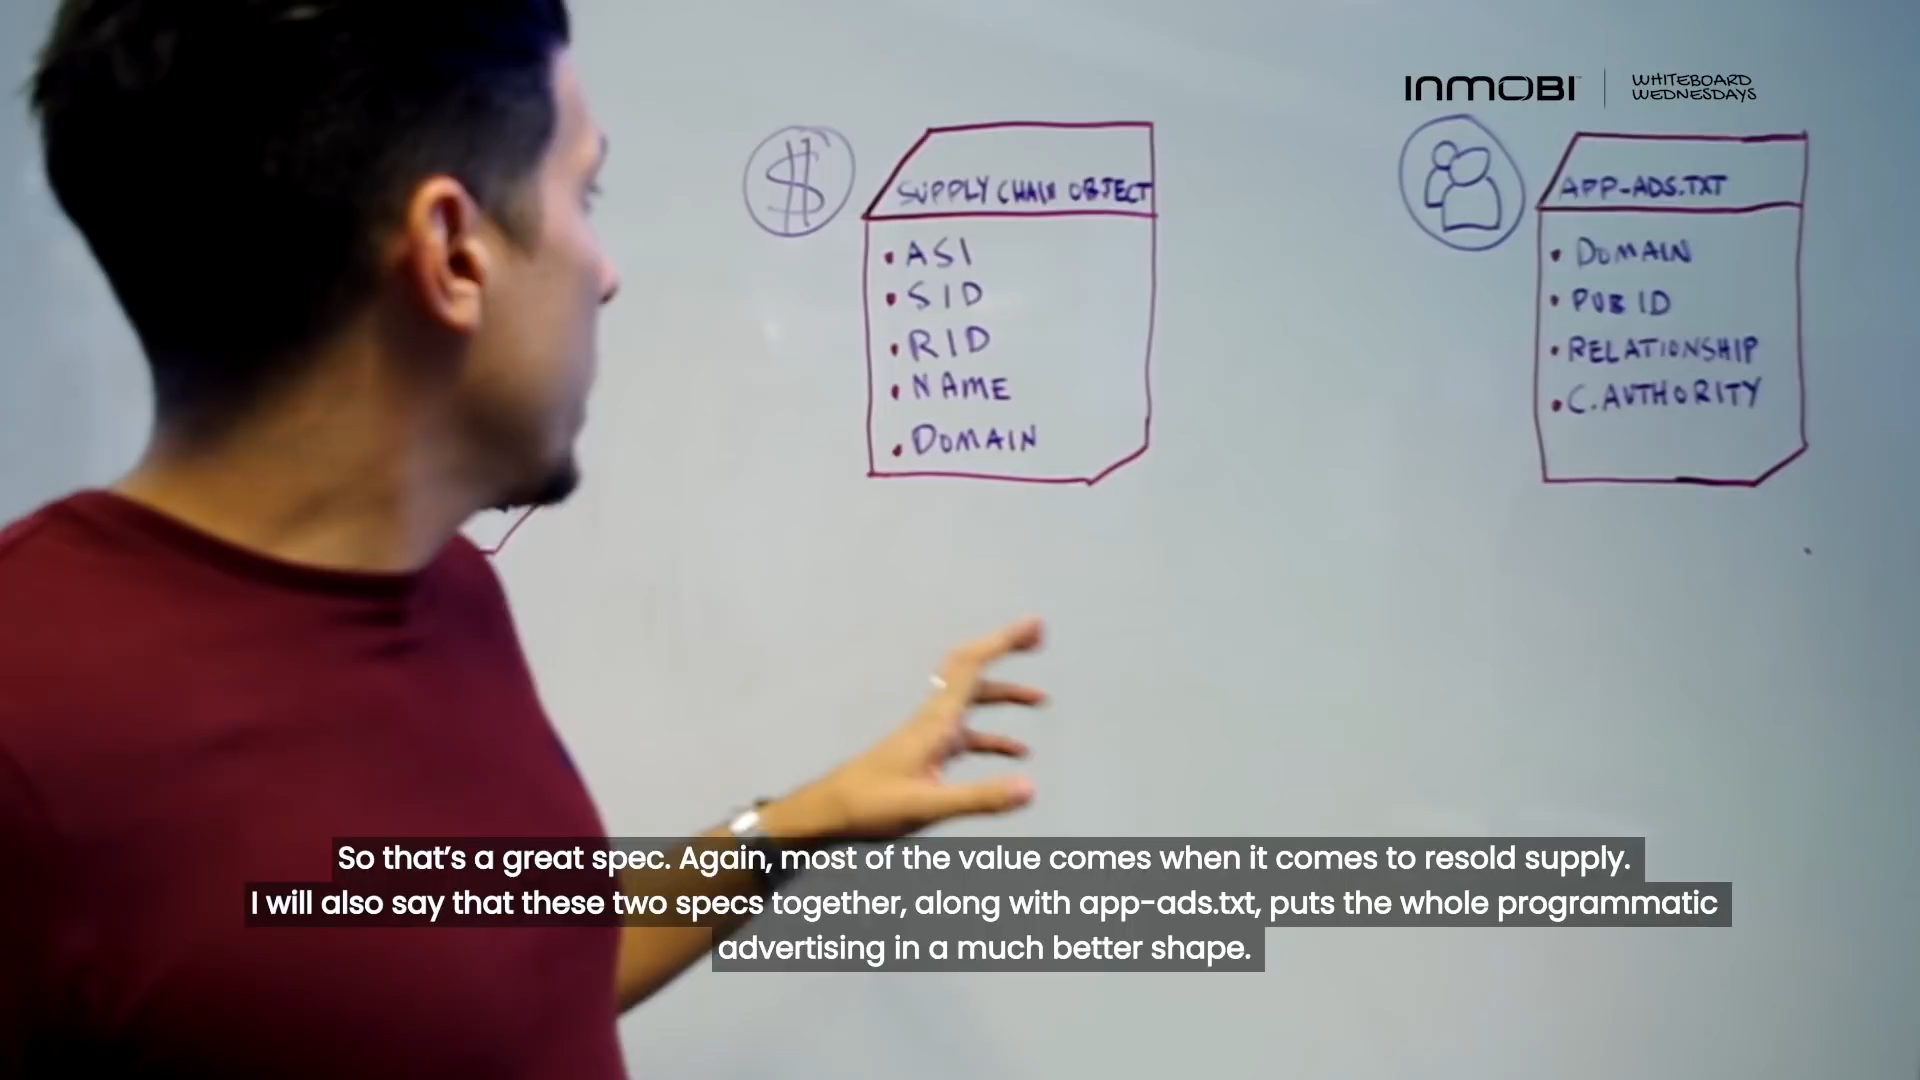 INMOBI
WHITEBOARD
WEDNESDAYS
SUPPLY CHAIN OBJECT
• ASI
• SID
• RID
• NAME
• DOMAIN
APP-ADS.TXT
• DOMAIN
• PUB ID
• RELATIONSHIP
• C.AUTHORITY
So that's a great spec. Again, most of the value comes when it comes to resold supply.
I will also say that these two specs together, along with app-ads.txt, puts the whole programmatic
advertising in a much better shape.